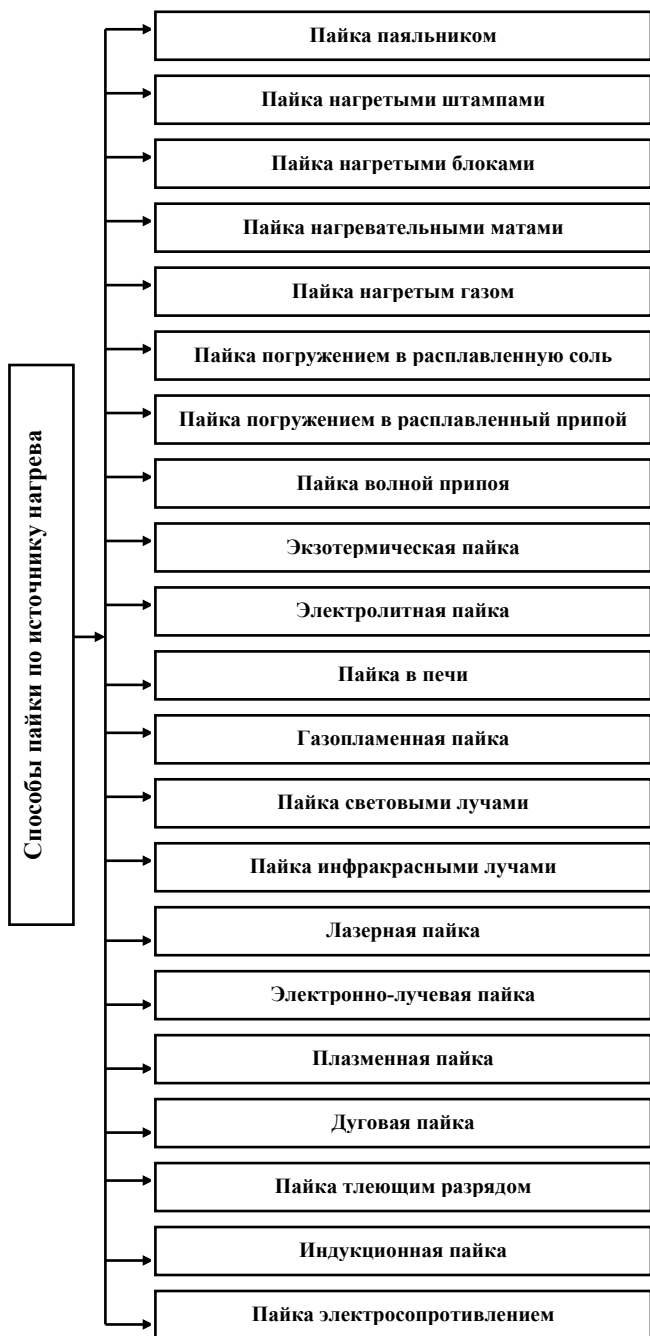 Способы пайки по источнику нагрева
Пайка паяльником
Пайка нагретыми штампами
Пайка нагретыми блоками
Пайка нагревательными матами
Пайка нагретым газом
Пайка погружением в расплавленную соль
Пайка погружением в расплавленный припой
Пайка волной припоя
Экзотермическая пайка
Электролитная пайка
Пайка в печи
Газопламенная пайка
Пайка световыми лучами
Пайка инфракрасными лучами
Лазерная пайка
Электронно-лучевая пайка
Плазменная пайка
Дуговая пайка
Пайка тлеющим разрядом
Индукционная пайка
Пайка электросопротивлением